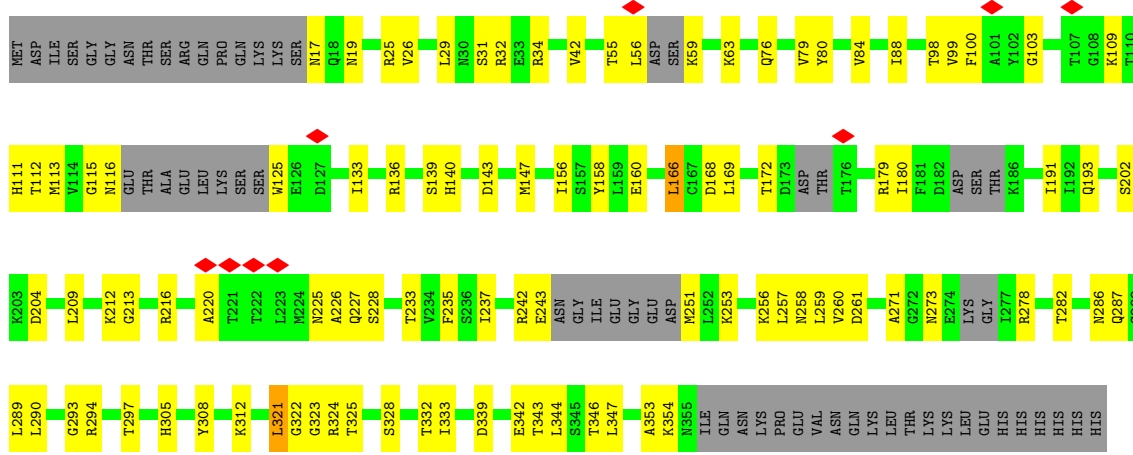 MET ASP ILE SER GLY GLY ASN THR SER ARG GLN PRO GLN LYS LYS SER N17 Q18 N19 R25 V26 L29 N30 S31 R32 E33 R34 V42 T55 L56 ASP SER K59 K63 Q76 V79 Y80 V84 I88 T98 V99 F100 A101 Y102 G103 T107 G108 K109 T110
H111 T112 M113 V114 G115 N116 GLU THR ALA GLU LEU LYS SER SER W125 E126 D127 I133 R136 S139 H140 D143 M147 I156 S157 Y158 L159 E160 L166 C167 D168 L169 T172 D173 ASP THR T176 R179 I180 F181 D182 ASP SER THR K186 I191 I192 Q193 S202
K203 D204 L209 K212 G213 R216 A220 T221 T222 L223 M224 N225 A226 Q227 S228 T233 V234 F235 S236 I237 R242 E243 ASN GLY ILE GLU GLY GLU ASP M251 L252 K253 K256 L257 N258 L259 V260 D261 A271 G272 N273 E274 LYS GLY I277 R278 T282 N286 Q287
L289 L290 G293 R294 T297 H305 Y308 K312 L321 G322 G323 R324 T325 S328 T332 I333 D339 E342 T343 L344 S345 T346 L347 A353 K354 N355 ILE GLN ASN LYS PRO GLU VAL ASN GLN LYS LEU THR LYS LYS LEU GLU HIS HIS HIS HIS HIS HIS